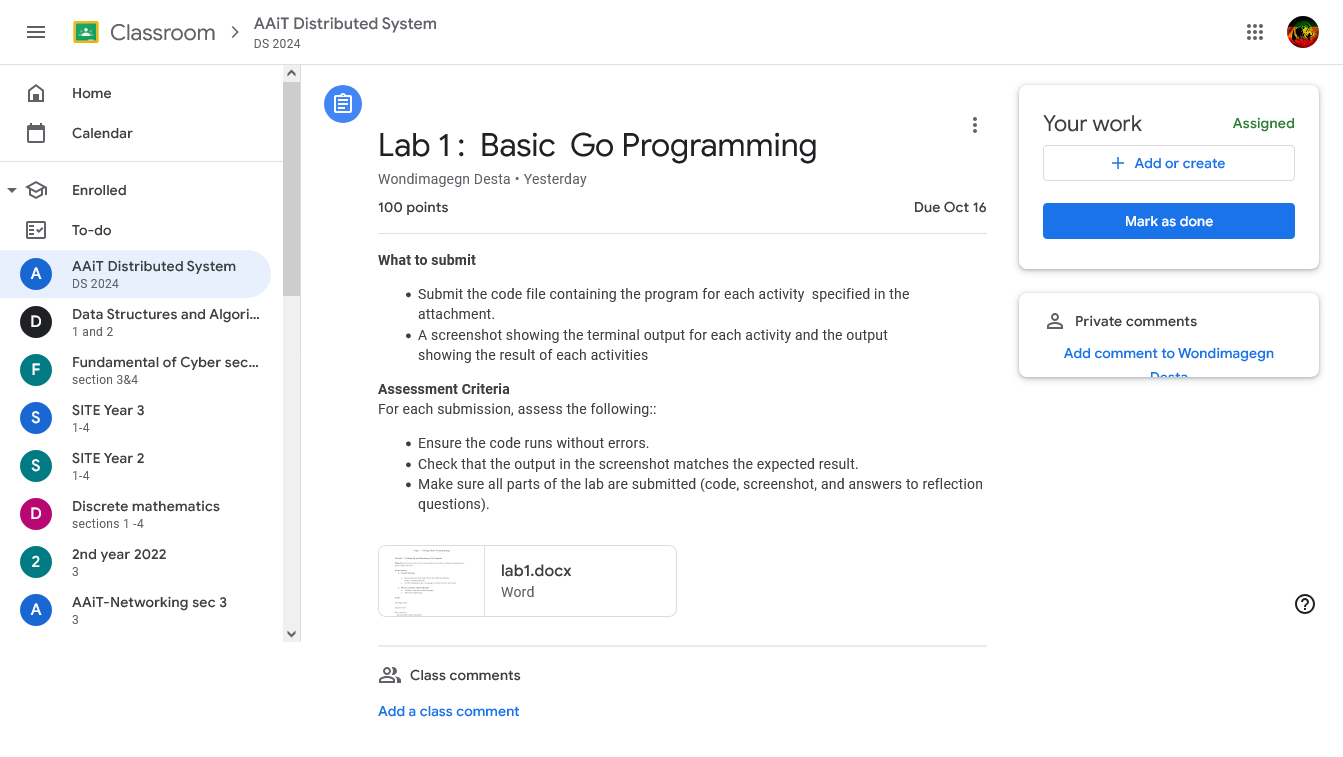 Classroom
AAiT Distributed System
DS 2024
Home
Calendar
Enrolled
To-do
A
AAiT Distributed System
DS 2024
D
Data Structures and Algori...
1 and 2
F
Fundamental of Cyber sec...
section 3&4
S
SITE Year 3
1-4
S
SITE Year 2
1-4
D
Discrete mathematics
sections 1 -4
2
2nd year 2022
3
A
AAiT-Networking sec 3
3
Lab 1 :  Basic  Go Programming
Wondimagegn Desta • Yesterday
100 points
Due Oct 16
What to submit
• Submit the code file containing the program for each activity  specified in the
attachment.
• A screenshot showing the terminal output for each activity and the output
showing the result of each activities
Assessment Criteria
For each submission, assess the following::
• Ensure the code runs without errors.
• Check that the output in the screenshot matches the expected result.
• Make sure all parts of the lab are submitted (code, screenshot, and answers to reflection
questions).
lab1.docx
Word
Class comments
Add a class comment
Your work
Assigned
Add or create
Mark as done
Private comments
Add comment to Wondimagegn
Desta